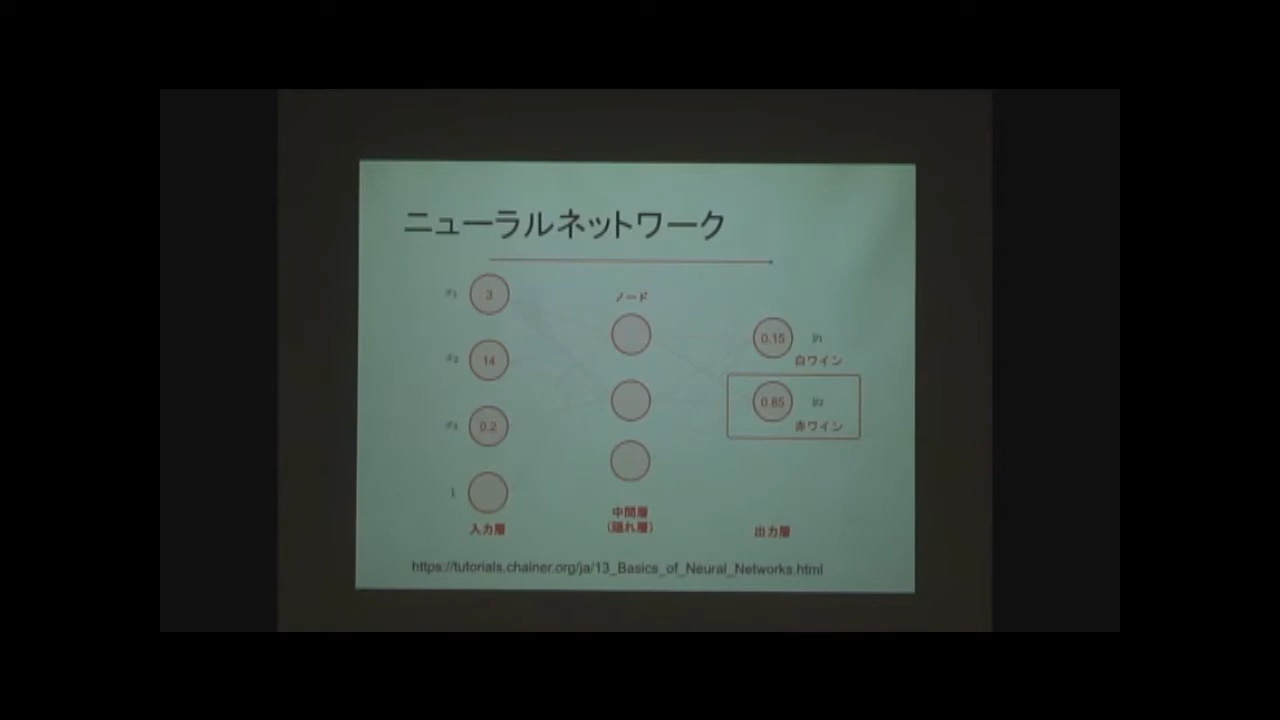 ニューラルネットワーク
x₁ 3
ノード
0.15 y₁
白ワイン
x₂ 14
0.85 y₂
赤ワイン
x₃ 0.2
1
入力層
中間層
(隠れ層)
出力層
https://tutorials.chainer.org/ja/13_Basics_of_Neural_Networks.html